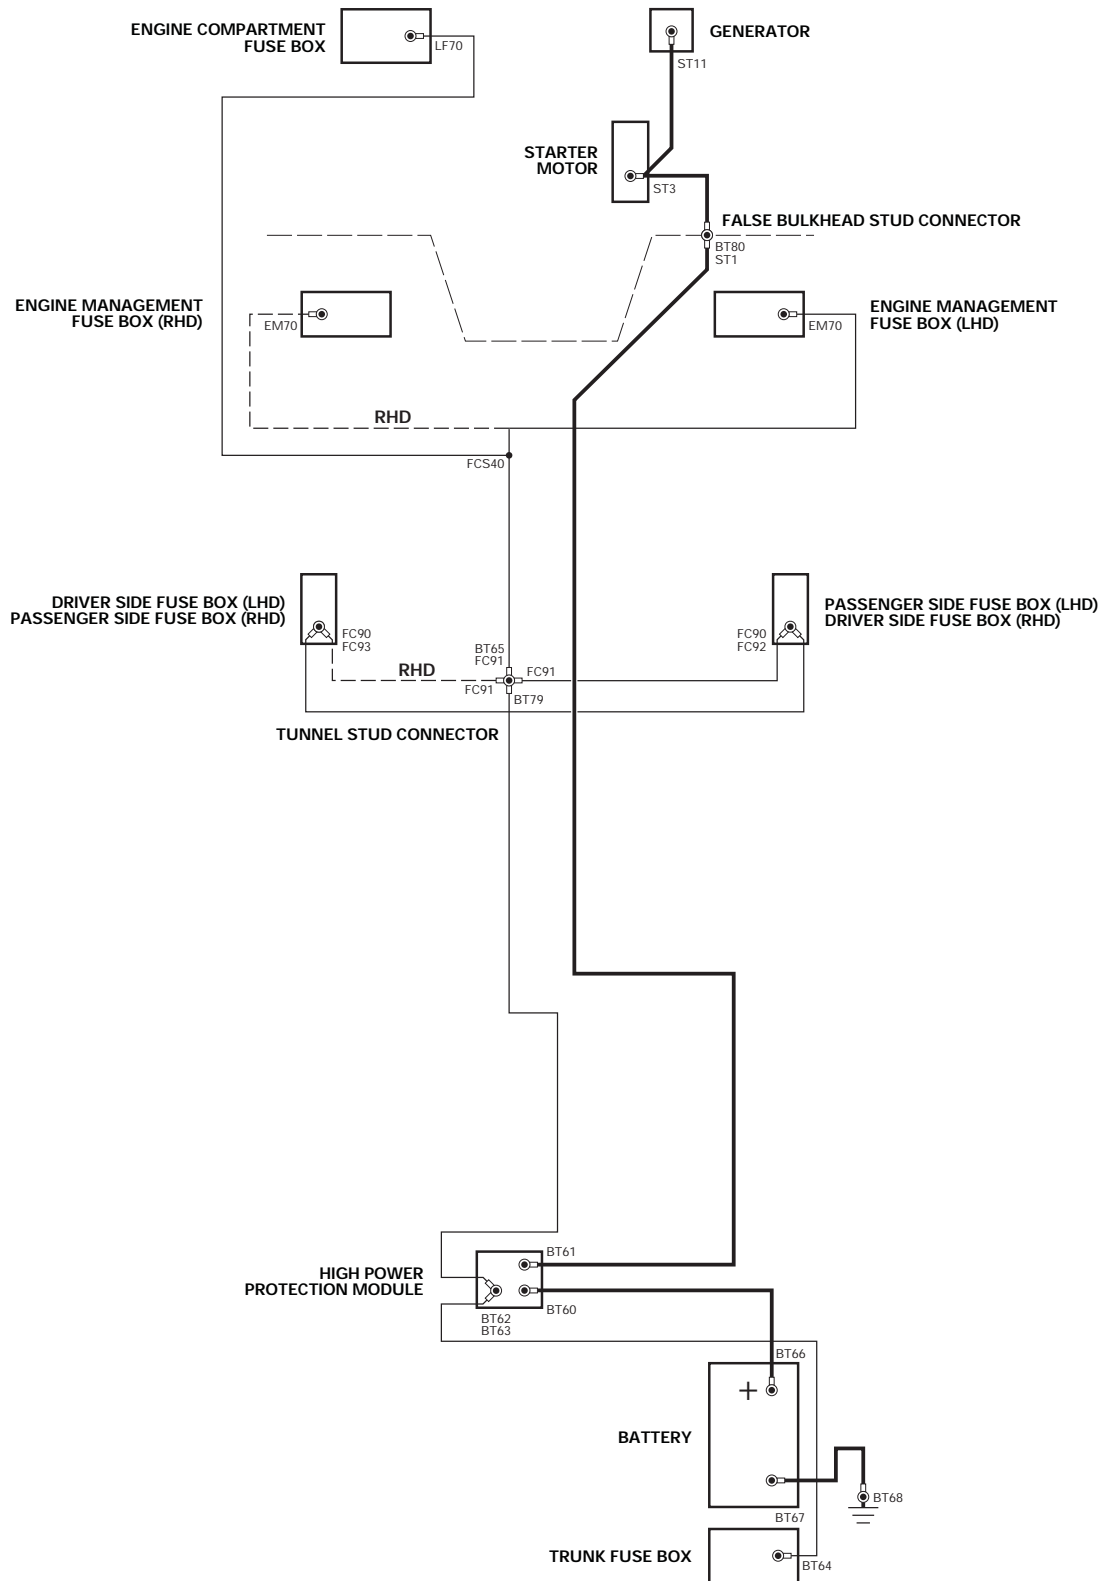 ENGINE COMPARTMENT
FUSE BOX
LF70
GENERATOR
ST11
STARTER
MOTOR
ST3
FALSE BULKHEAD STUD CONNECTOR
BT80
ST1
ENGINE MANAGEMENT
FUSE BOX (RHD)
EM70
EM70
ENGINE MANAGEMENT
FUSE BOX (LHD)
RHD
FCS40
DRIVER SIDE FUSE BOX (LHD)
PASSENGER SIDE FUSE BOX (RHD)
FC90
FC93
FC90
FC92
PASSENGER SIDE FUSE BOX (LHD)
DRIVER SIDE FUSE BOX (RHD)
BT65
FC91
RHD
FC91
FC91
BT79
TUNNEL STUD CONNECTOR
BT61
HIGH POWER
PROTECTION MODULE
BT60
BT62
BT63
BT66
+
BATTERY
BT68
BT67
TRUNK FUSE BOX
BT64